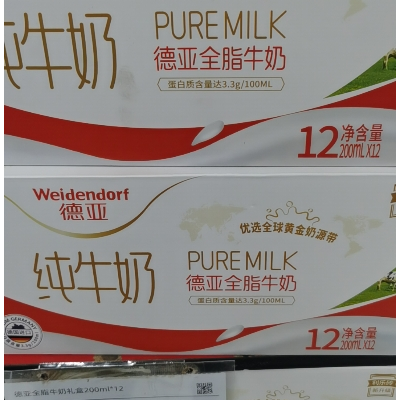 纯牛奶
PURE MILK
德亚全脂牛奶
蛋白质含量达3.3g/100ML
12 净含量
200ML X12
Weidendorf
德亚
优选全球黄金奶源带
纯牛奶
PURE MILK
德亚全脂牛奶
蛋白质含量达3.3g/100ML
12 净含量
200ML X12
德亚全脂牛奶礼盒200ml*12